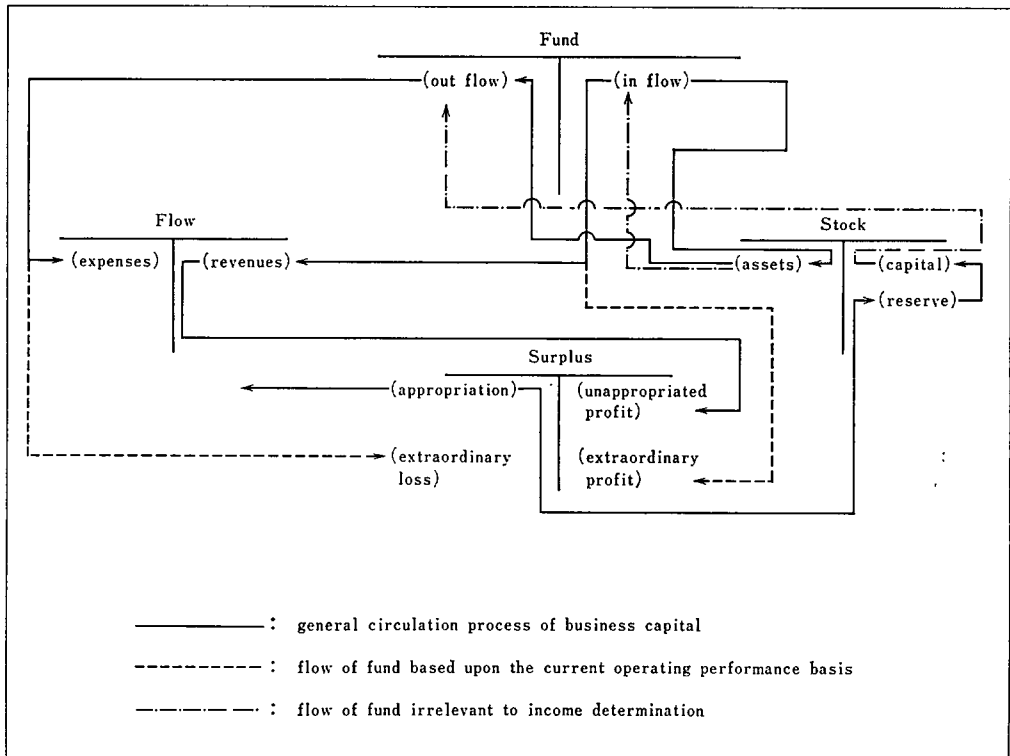 Fund
(out flow)
(in flow)
Flow
Stock
(expenses)
(revenues)
(assets)
(capital)
(reserve)
Surplus
(appropriation)
(unappropriated
profit)
(extraordinary
loss)
(extraordinary
profit)
: general circulation process of business capital
: flow of fund based upon the current operating performance basis
: flow of fund irrelevant to income determination